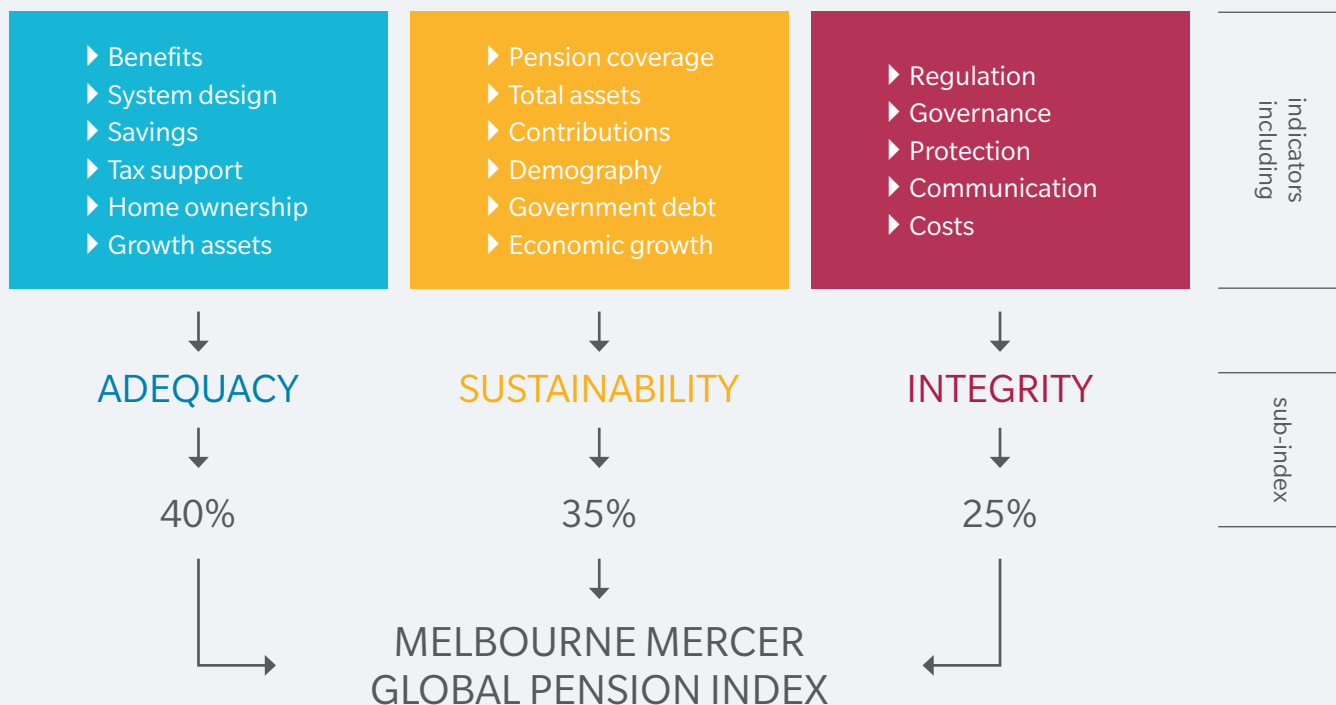 Benefits
System design
Savings
Tax support
Home ownership
Growth assets
Pension coverage
Total assets
Contributions
Demography
Government debt
Economic growth
Regulation
Governance
Protection
Communication
Costs
indicators
including
ADEQUACY
SUSTAINABILITY
INTEGRITY
sub-index
40%
35%
25%
MELBOURNE MERCER
GLOBAL PENSION INDEX